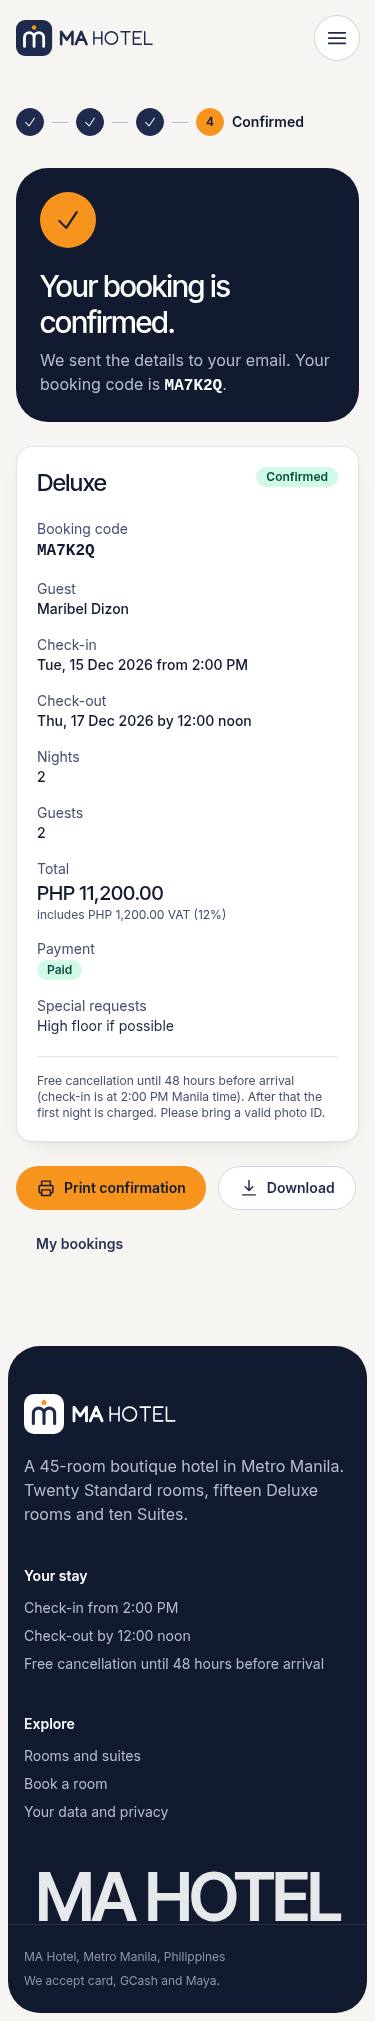 MA HOTEL
4 Confirmed
Your booking is
confirmed.
We sent the details to your email. Your
booking code is MA7K2Q.
Deluxe
Confirmed
Booking code
MA7K2Q
Guest
Maribel Dizon
Check-in
Tue, 15 Dec 2026 from 2:00 PM
Check-out
Thu, 17 Dec 2026 by 12:00 noon
Nights
2
Guests
2
Total
PHP 11,200.00
includes PHP 1,200.00 VAT (12%)
Payment
Paid
Special requests
High floor if possible
Free cancellation until 48 hours before arrival
(check-in is at 2:00 PM Manila time). After that the
first night is charged. Please bring a valid photo ID.
Print confirmation
Download
My bookings
MA HOTEL
A 45-room boutique hotel in Metro Manila.
Twenty Standard rooms, fifteen Deluxe
rooms and ten Suites.
Your stay
Check-in from 2:00 PM
Check-out by 12:00 noon
Free cancellation until 48 hours before arrival
Explore
Rooms and suites
Book a room
Your data and privacy
MA HOTEL
MA Hotel, Metro Manila, Philippines
We accept card, GCash and Maya.